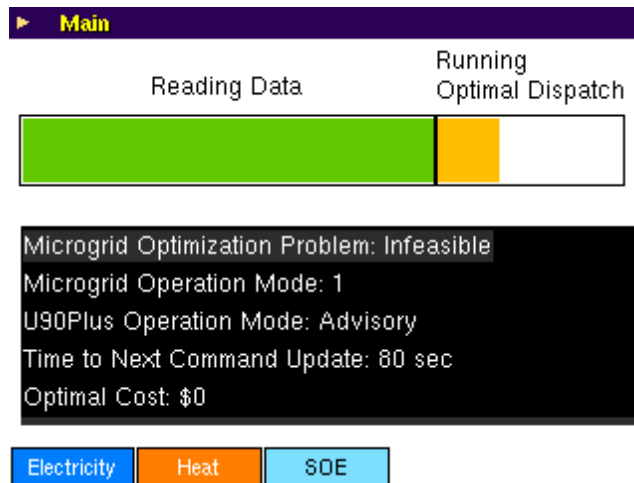 Main
Reading Data
Running
Optimal Dispatch
Microgrid Optimization Problem: Infeasible
Microgrid Operation Mode: 1
U90Plus Operation Mode: Advisory
Time to Next Command Update: 80 sec
Optimal Cost: $0
Electricity Heat SOE